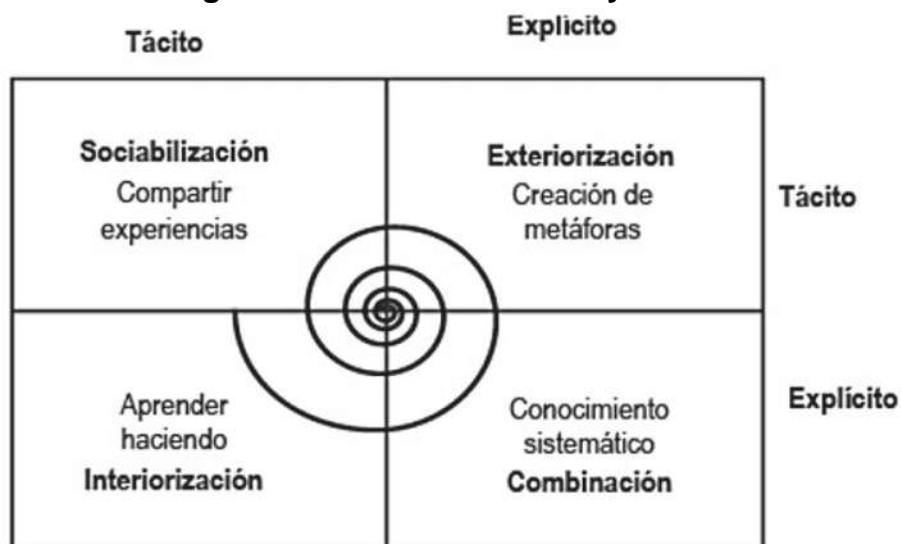 Tácito
Explícito
Sociabilización
Compartir
experiencias
Exteriorización
Creación de
metáforas
Tácito
Aprender
haciendo
Interiorización
Conocimiento
sistemático
Combinación
Explícito